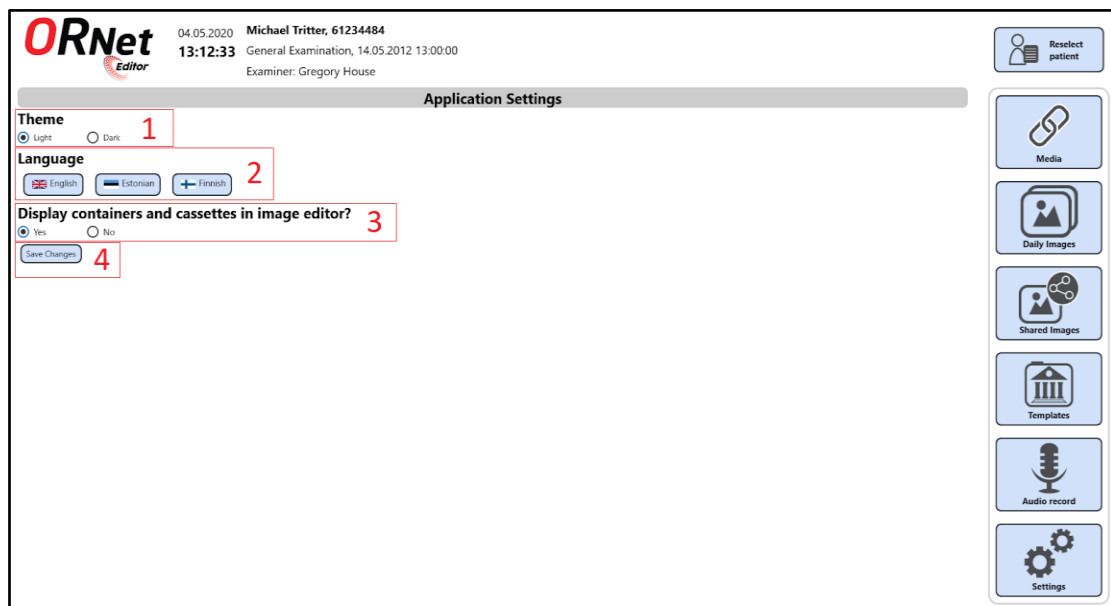 ORNet
Editor
04.05.2020
13:12:33
Michael Tritter, 61234484
General Examination, 14.05.2012 13:00:00
Examiner: Gregory House
Reselect
patient
Application Settings
Theme
Light Dark
1
Language
English Estonian Finnish
2
Display containers and cassettes in image editor?
Yes No
3
Save Changes
4
Media
Daily Images
Shared Images
Templates
Audio record
Settings